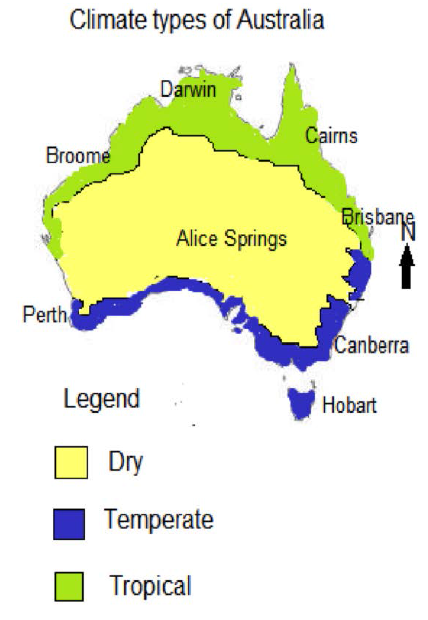 Climate types of Australia
Darwin
Cairns
Broome
Brisbane
N
Alice Springs
Perth
Canberra
Legend
Hobart
Dry
Temperate
Tropical